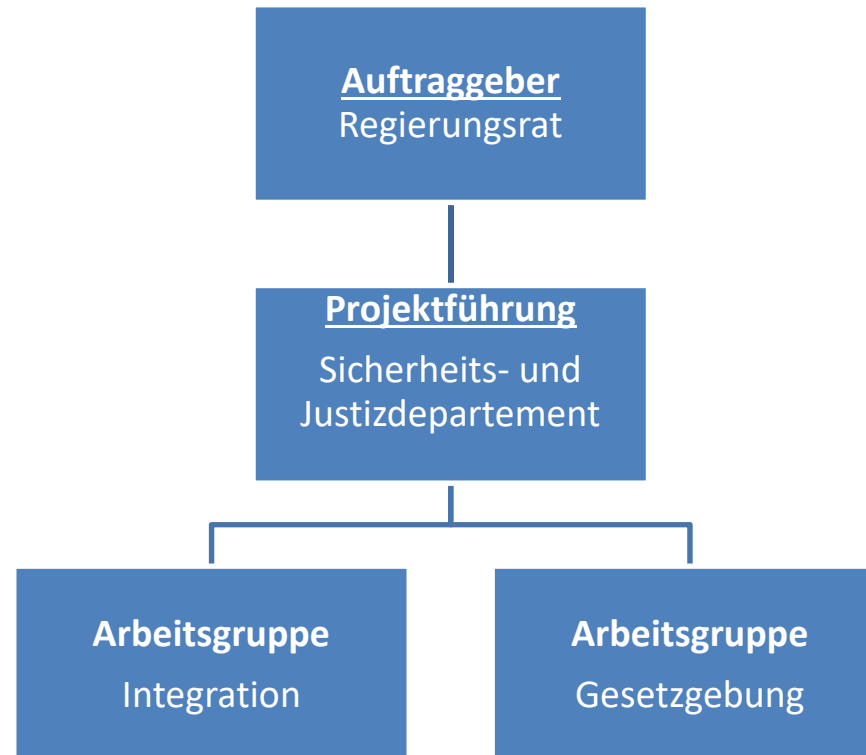 Auftraggeber
Regierungsrat
Projektführung
Sicherheits- und
Justizdepartement
Arbeitsgruppe
Integration
Arbeitsgruppe
Gesetzgebung